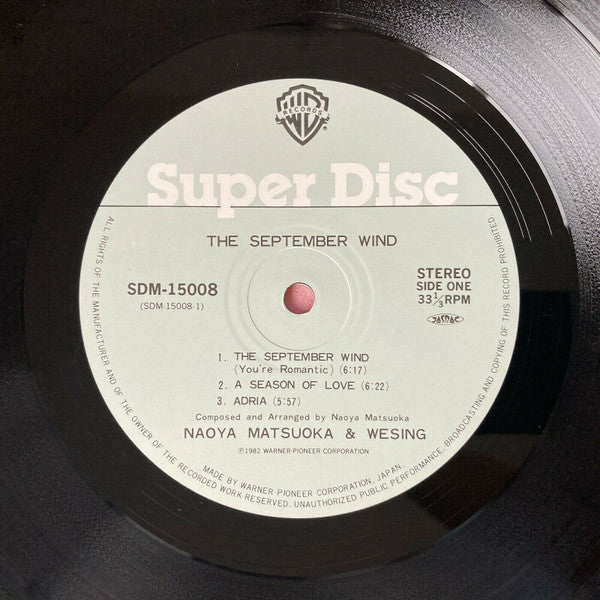 WB
RECORDS
®
Super Disc
THE SEPTEMBER WIND
SDM-15008
(SDM-15008-1)
STEREO
SIDE ONE
33 1/3 RPM
JASRAC
1. THE SEPTEMBER WIND
(You're Romantic) (6:17)
2. A SEASON OF LOVE (6:22)
3. ADRIA (5:57)
Composed and Arranged by Naoya Matsuoka
NAOYA MATSUOKA & WESING
℗1982 WARNER-PIONEER CORPORATION
MADE BY WARNER-PIONEER CORPORATION, JAPAN.
ALL RIGHTS OF THE MANUFACTURER AND OF THE OWNER OF THE RECORDED WORK RESERVED. UNAUTHORIZED PUBLIC PERFORMANCE, BROADCASTING AND COPYING OF THIS RECORD PROHIBITED.